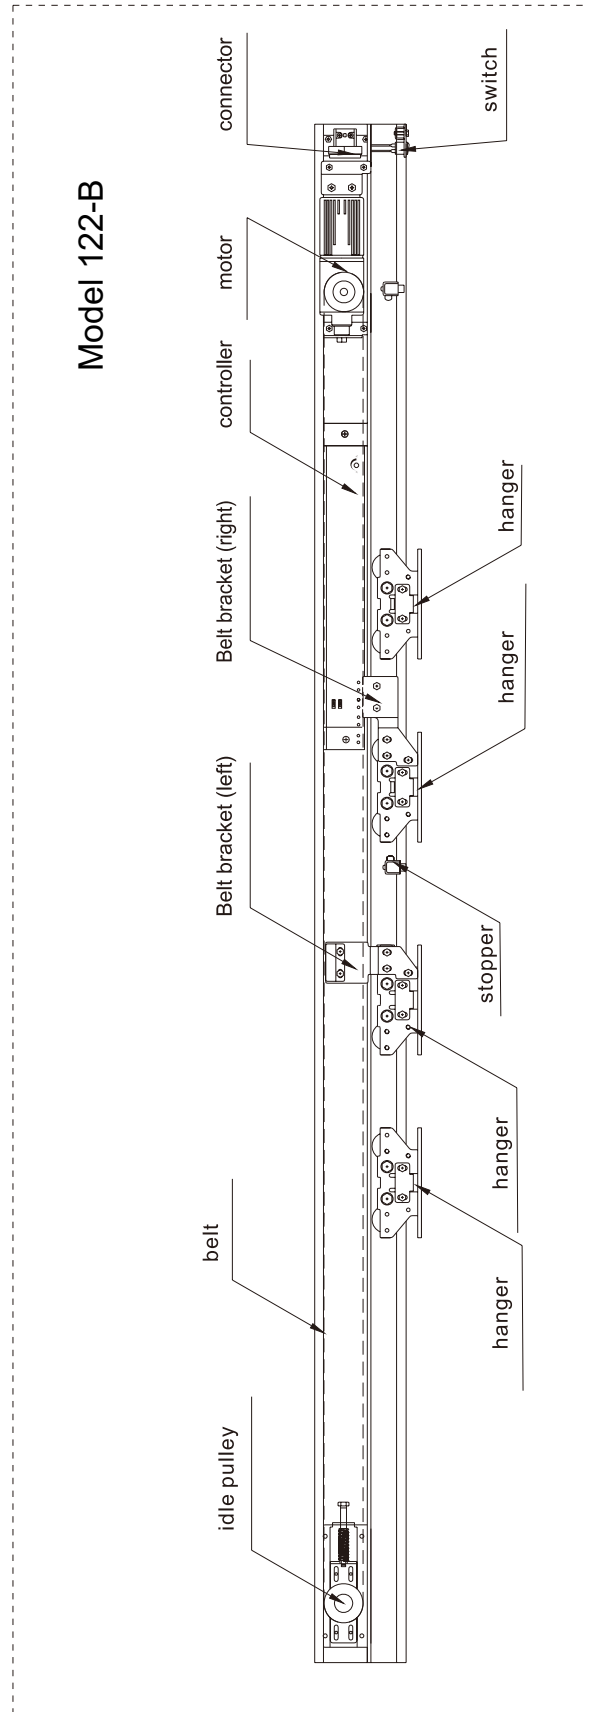 Model 122-B
idle pulley
belt
Belt bracket (left)
Belt bracket (right)
controller
motor
connector
hanger
hanger
stopper
hanger
hanger
switch